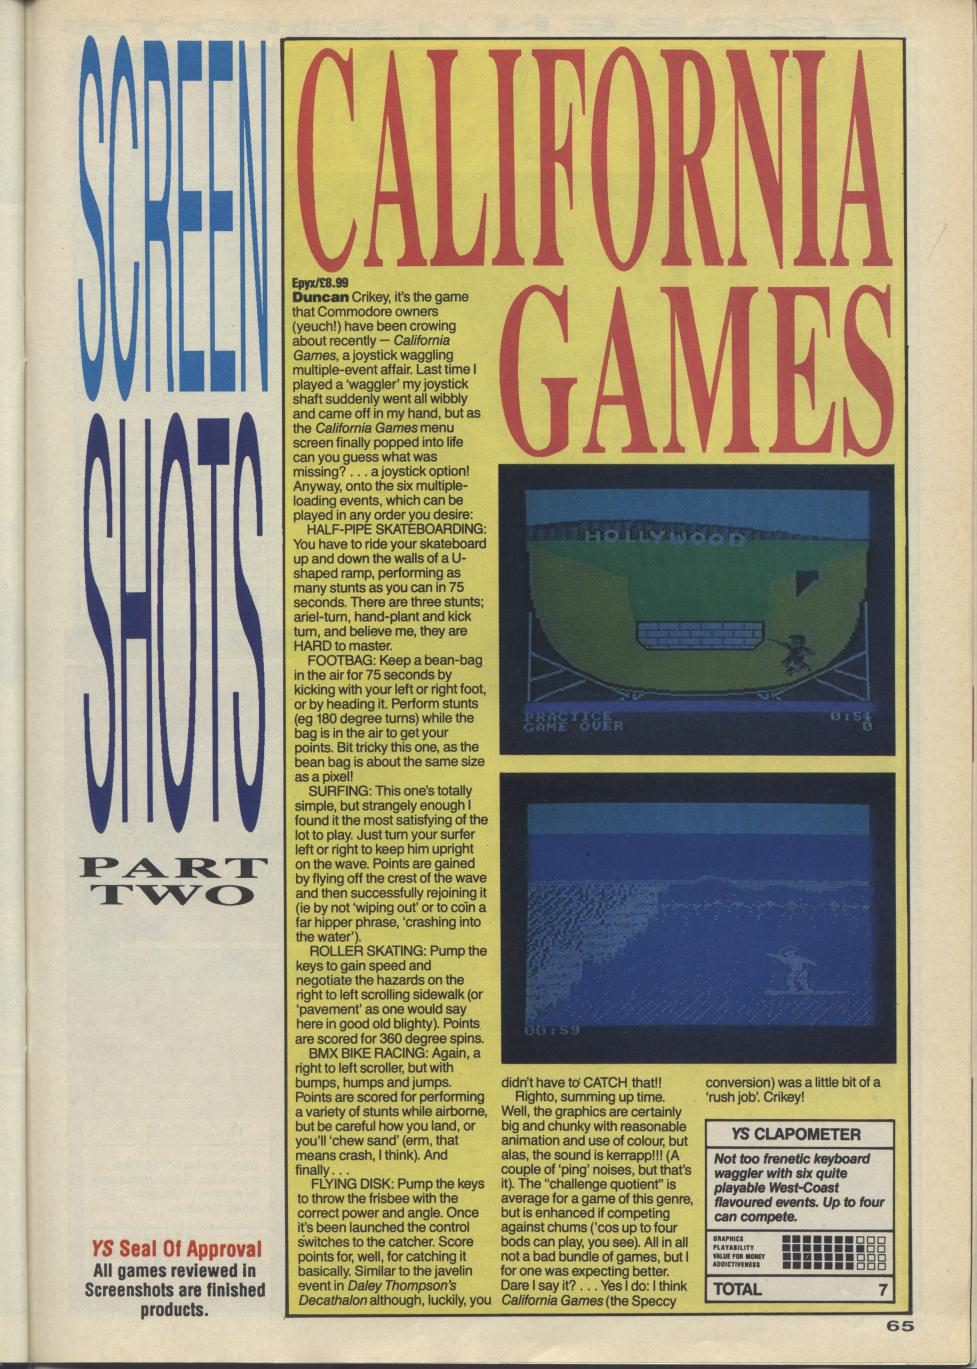 SCREEN
SHOTS
PART
TWO
YS Seal Of Approval
All games reviewed in
Screenshots are finished
products.
CALIFORNIA
GAMES
Epyx/£8.99
Duncan Crikey, it's the game
that Commodore owners
(yeuch!) have been crowing
about recently — California
Games, a joystick waggling
multiple-event affair. Last time I
played a 'waggler' my joystick
shaft suddenly went all wibbly
and came off in my hand, but as
the California Games menu
screen finally popped into life
can you guess what was
missing? . . . a joystick option!
Anyway, onto the six multiple-
loading events, which can be
played in any order you desire:
HALF-PIPE SKATEBOARDING:
You have to ride your skateboard
up and down the walls of a U-
shaped ramp, performing as
many stunts as you can in 75
seconds. There are three stunts;
ariel-turn, hand-plant and kick
turn, and believe me, they are
HARD to master.
FOOTBAG: Keep a bean-bag
in the air for 75 seconds by
kicking with your left or right foot,
or by heading it. Perform stunts
(eg 180 degree turns) while the
bag is in the air to get your
points. Bit tricky this one, as the
bean bag is about the same size
as a pixel!
SURFING: This one's totally
simple, but strangely enough I
found it the most satisfying of the
lot to play. Just turn your surfer
left or right to keep him upright
on the wave. Points are gained
by flying off the crest of the wave
and then successfully rejoining it
(ie by not 'wiping out' or to coin a
far hipper phrase, 'crashing into
the water').
ROLLER SKATING: Pump the
keys to gain speed and
negotiate the hazards on the
right to left scrolling sidewalk (or
'pavement' as one would say
here in good old blighty). Points
are scored for 360 degree spins.
BMX BIKE RACING: Again, a
right to left scroller, but with
bumps, humps and jumps.
Points are scored for performing
a variety of stunts while airborne,
but be careful how you land, or
you'll 'chew sand' (erm, that
means crash, I think). And
finally . . .
FLYING DISK: Pump the keys
to throw the frisbee with the
correct power and angle. Once
it's been launched the control
switches to the catcher. Score
points for, well, for catching it
basically. Similar to the javelin
event in Daley Thompson's
Decathalon although, luckily, you
HOLLYWOOD
PRACTICE 0:54
GAME OVER 0
00:59
didn't have to CATCH that!!
Righto, summing up time.
Well, the graphics are certainly
big and chunky with reasonable
animation and use of colour, but
alas, the sound is kerrapp!!! (A
couple of 'ping' noises, but that's
it). The "challenge quotient" is
average for a game of this genre,
but is enhanced if competing
against chums ('cos up to four
bods can play, you see). All in all
not a bad bundle of games, but I
for one was expecting better.
Dare I say it? . . . Yes I do: I think
California Games (the Speccy
conversion) was a little bit of a
'rush job'. Crikey!
YS CLAPOMETER
Not too frenetic keyboard
waggler with six quite
playable West-Coast
flavoured events. Up to four
can compete.
GRAPHICS
PLAYABILITY
VALUE FOR MONEY
ADDICTIVENESS
TOTAL 7
65